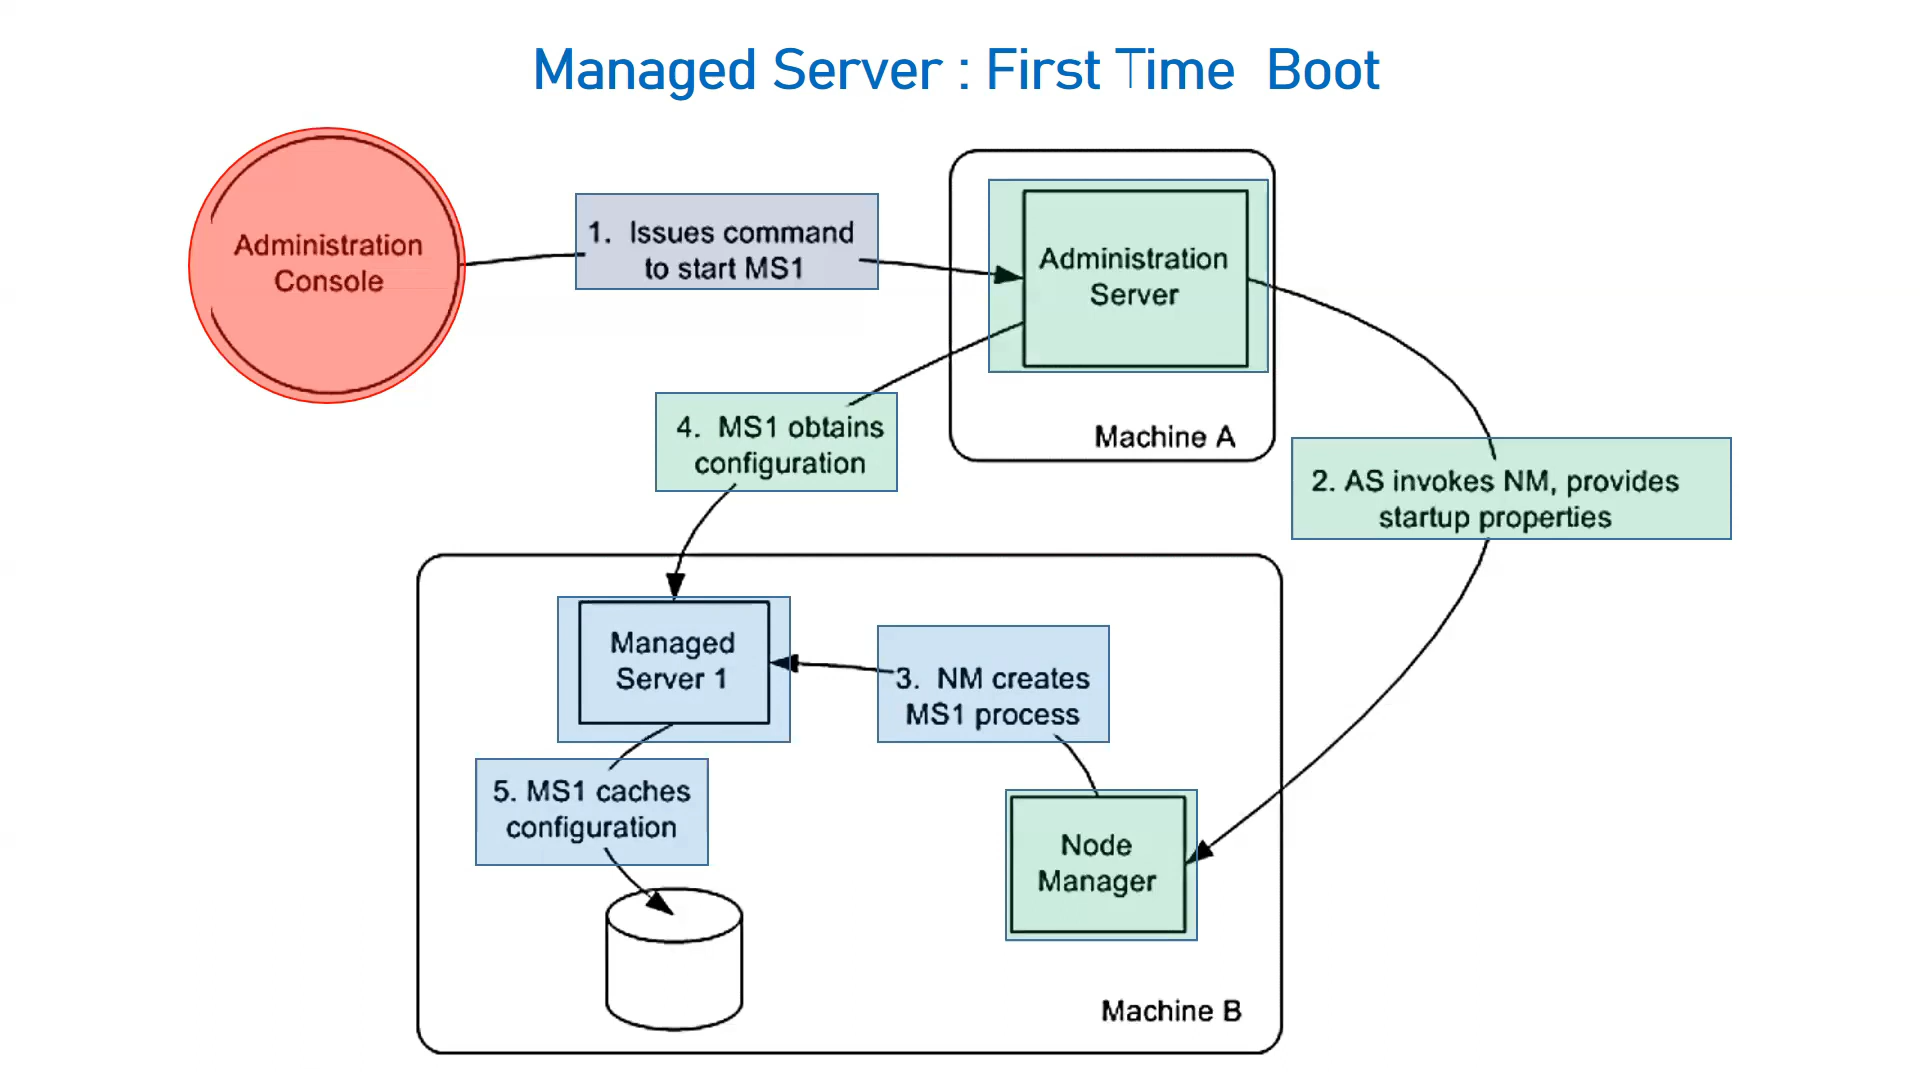 Managed Server : First Time Boot
Administration
Console
1. Issues command
to start MS1
Administration
Server
Machine A
4. MS1 obtains
configuration
2. AS invokes NM, provides
startup properties
Managed
Server 1
3. NM creates
MS1 process
5. MS1 caches
configuration
Node
Manager
Machine B